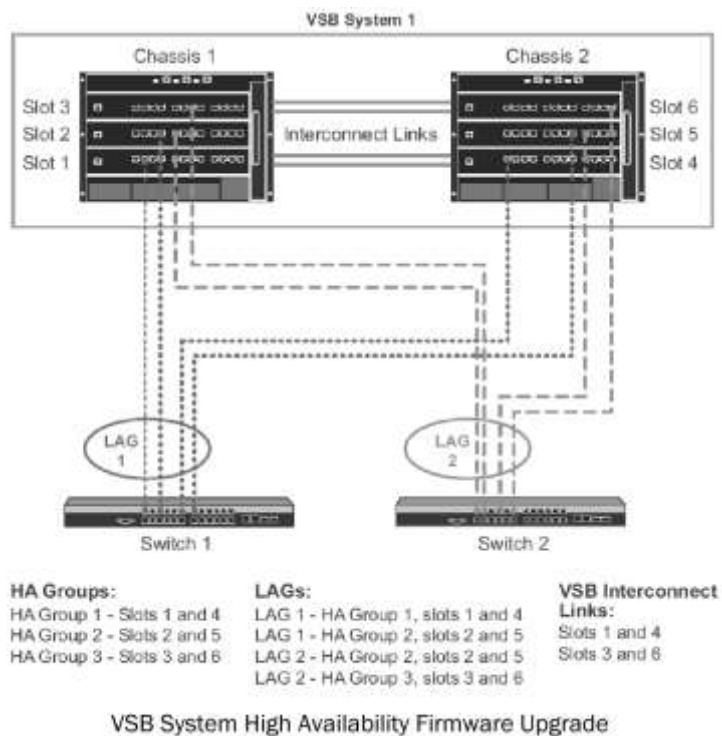 VSB System 1
Chassis 1
Chassis 2
Slot 3
Slot 6
Slot 2
Interconnect Links
Slot 5
Slot 1
Slot 4
LAG
1
LAG
2
Switch 1
Switch 2
HA Groups:
HA Group 1 - Slots 1 and 4
HA Group 2 - Slots 2 and 5
HA Group 3 - Slots 3 and 6
LAGs:
LAG 1 - HA Group 1, slots 1 and 4
LAG 1 - HA Group 2, slots 2 and 5
LAG 2 - HA Group 2, slots 2 and 5
LAG 2 - HA Group 3, slots 3 and 6
VSB Interconnect
Links:
Slots 1 and 4
Slots 3 and 6
VSB System High Availability Firmware Upgrade